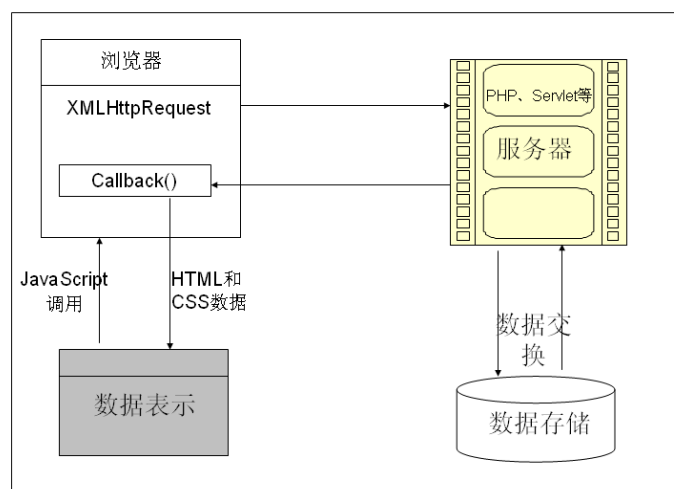 浏览器
XMLHttpRequest
PHP、Servlet等
服务器
Callback()
JavaScript
调用
HTML和
CSS数据
数据交
换
数据表示
数据存储